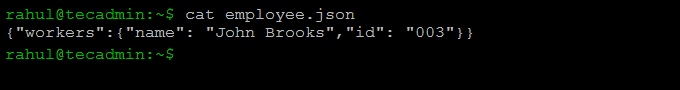 rahul@tecadmin:~$ cat employee.json
{"workers":{"name": "John Brooks","id": "003"}}
rahul@tecadmin:~$